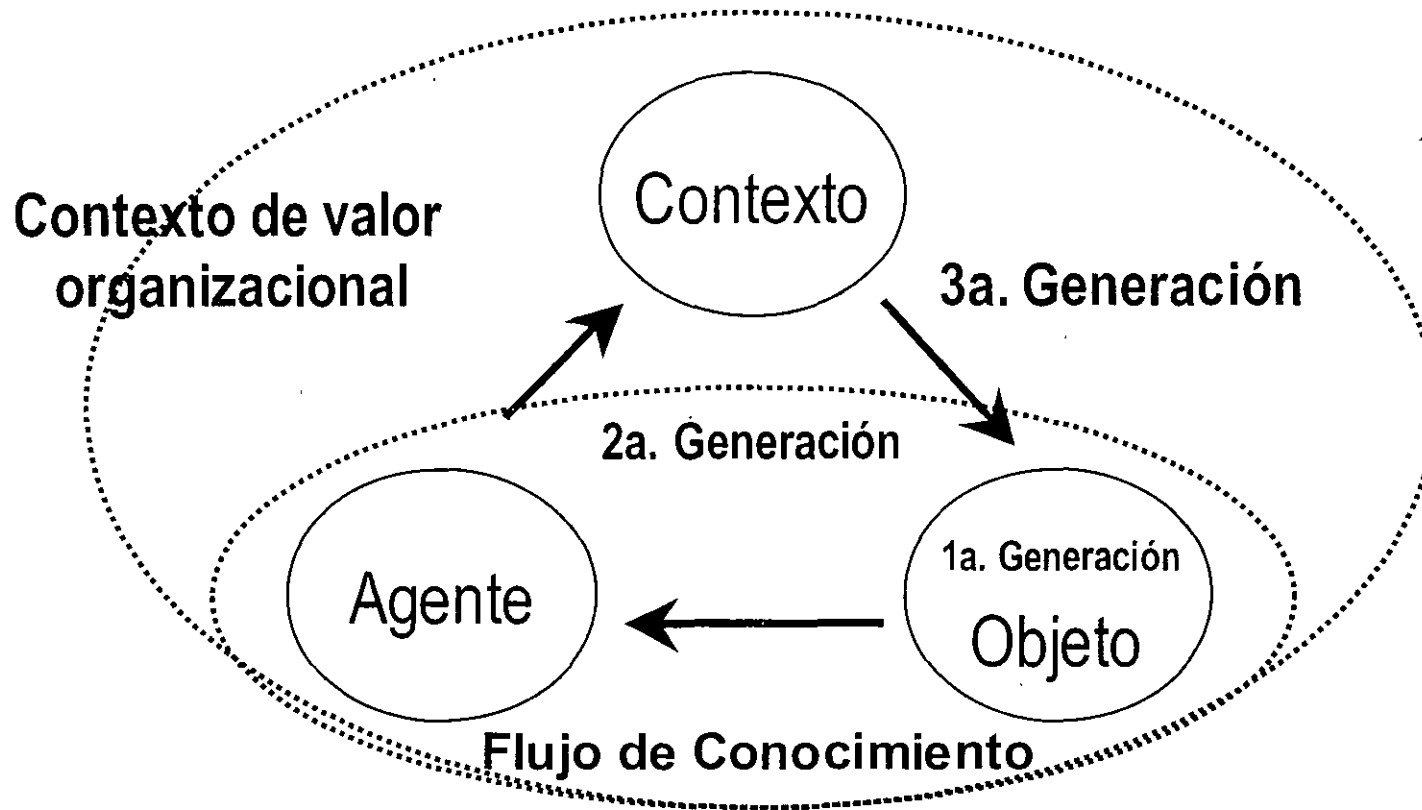 Contexto
Contexto de valor
organizacional
3a. Generación
2a. Generación
Agente
1a. Generación
Objeto
Flujo de Conocimiento